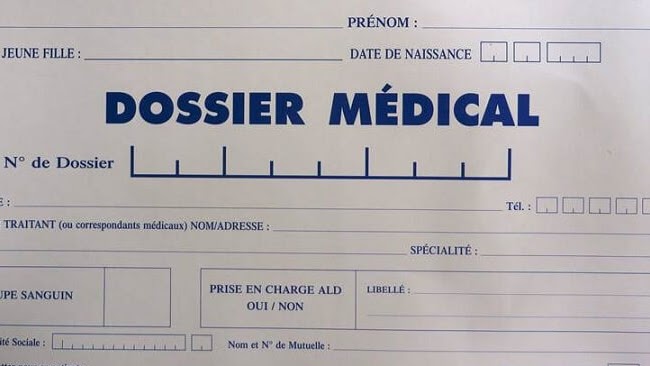 PRÉNOM :
JEUNE FILLE : DATE DE NAISSANCE
DOSSIER MÉDICAL
N° de Dossier
E : Tél. :
TRAITANT (ou correspondants médicaux) NOM/ADRESSE :
SPÉCIALITÉ :
UPE SANGUIN PRISE EN CHARGE ALD LIBELLÉ :
OUI / NON
ité Sociale : Nom et N° de Mutuelle :